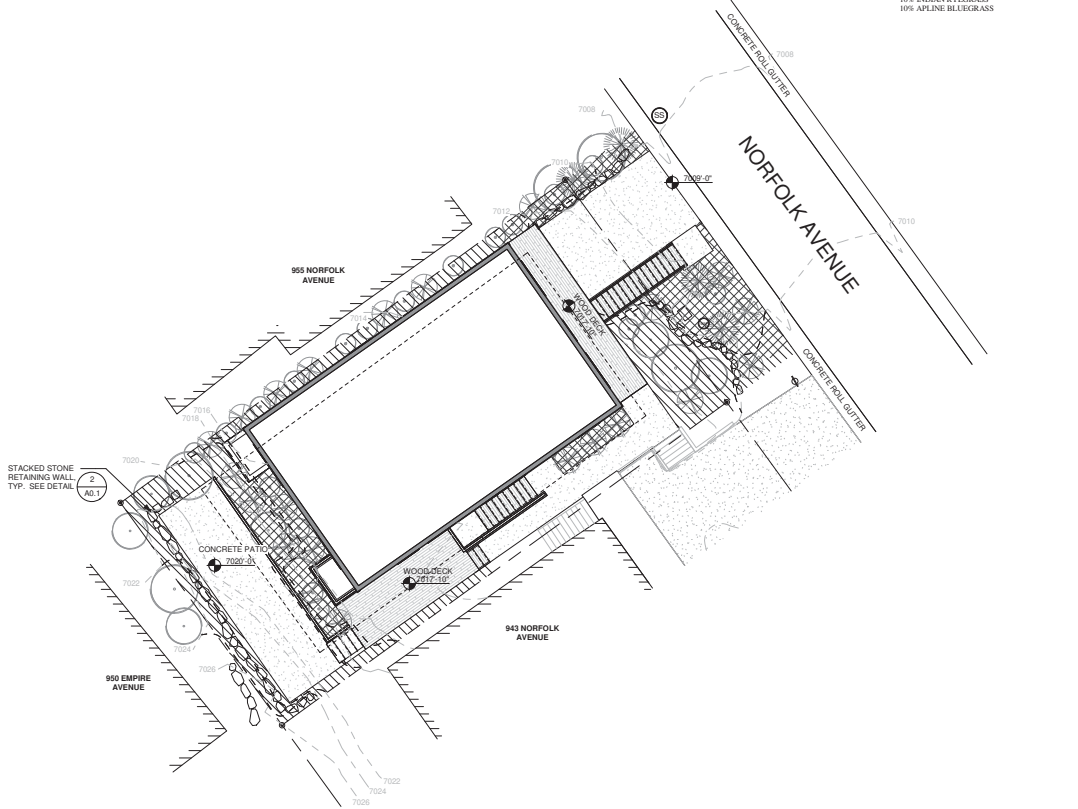 10% APLINE BLUEGRASS
CONCRETE ROLL GUTTER
7008
7008
SS
NORFOLK AVENUE
7010
7009'-0"
7012
7010
955 NORFOLK
AVENUE
WOOD DECK
7014
CONCRETE ROLL GUTTER
7016
7018
7020
STACKED STONE
RETAINING WALL,
TYP. SEE DETAIL
2
A0.1
CONCRETE PATIO
7020'-0"
WOOD DECK
7017'-10"
7022
943 NORFOLK
AVENUE
7024
7026
950 EMPIRE
AVENUE
7022
7024
7026